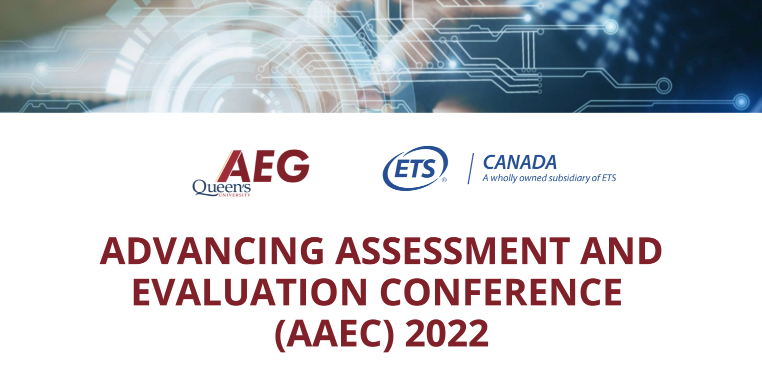 AEG
Queen's
UNIVERSITY
ETS®
CANADA
A wholly owned subsidiary of ETS
ADVANCING ASSESSMENT AND
EVALUATION CONFERENCE
(AAEC) 2022